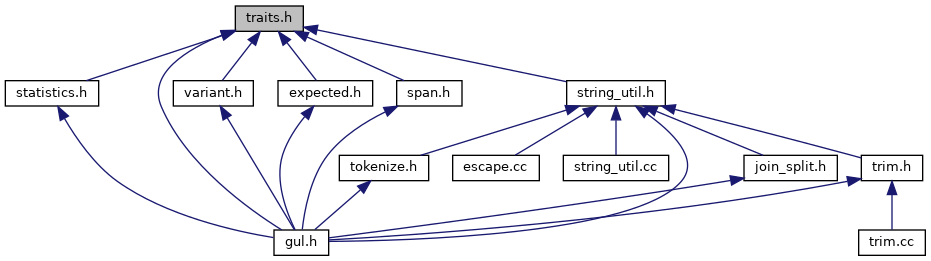 traits.h
statistics.h
variant.h
expected.h
span.h
string_util.h
tokenize.h
escape.cc
string_util.cc
join_split.h
trim.h
gul.h
trim.cc